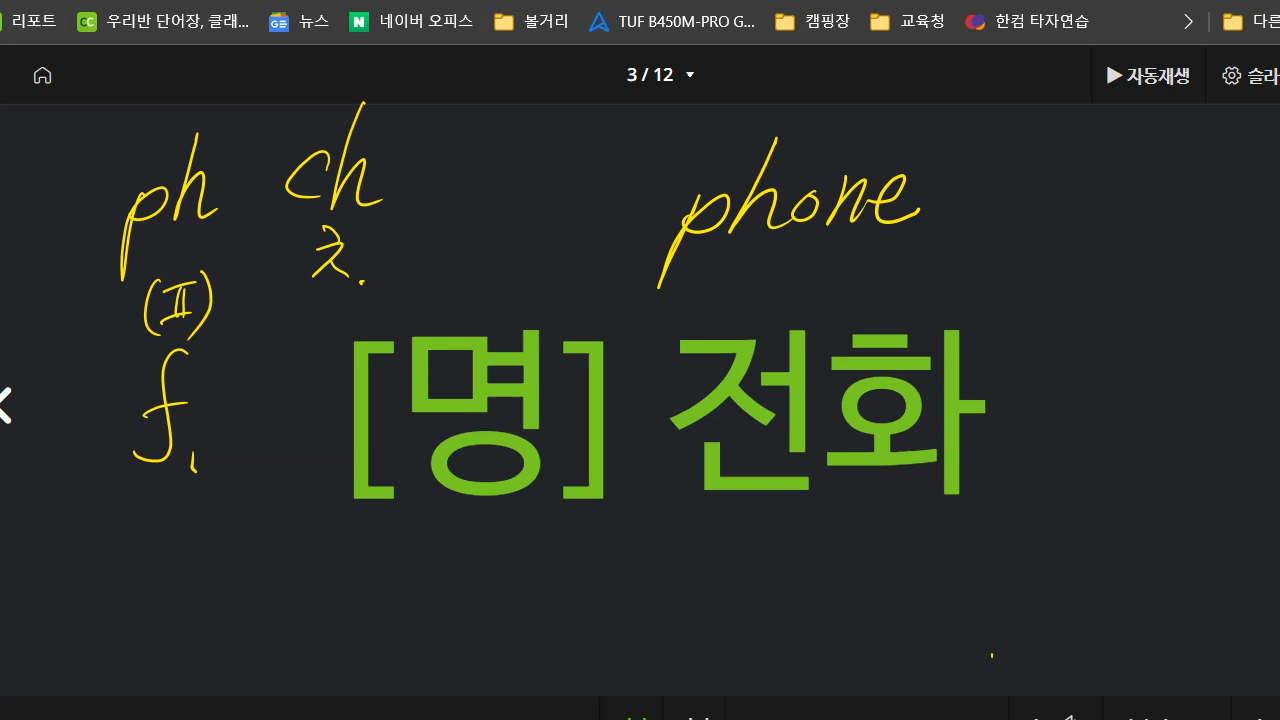 리포트 우리반 단어장, 클래... 뉴스 네이버 오피스 볼거리 TUF B450M-PRO G... 캠핑장 교육청 한컴 타자연습 다른
3 / 12 자동재생 슬라
ph ch phone
ㅊ.
(ㅍ)
f
[명] 전화